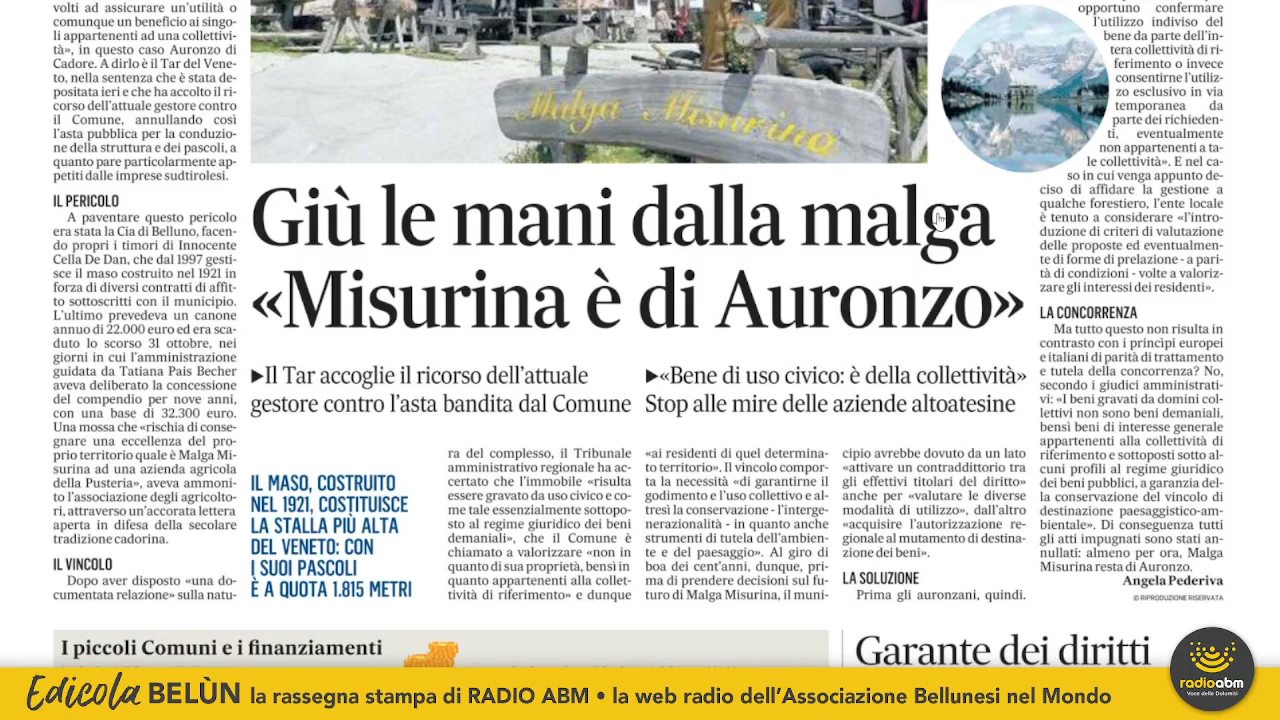 volti ad assicurare un'utilità o
comunque un beneficio ai singo-
li appartenenti ad una collettivi-
tà», in questo caso Auronzo di
Cadore. A dirlo è il Tar del Vene-
to, nella sentenza che è stata de-
positata ieri e che ha accolto il ri-
corso dell'attuale gestore contro
il Comune, annullando così
l'asta pubblica per la conduzio-
ne della struttura e dei pascoli, a
quanto pare particolarmente ap-
petiti dalle imprese sudtirolesi.
IL PERICOLO
A paventare questo pericolo
era stata la Cia di Belluno, facen-
do propri i timori di Innocente
Cella De Dan, che dal 1997 gesti-
sce il maso costruito nel 1921 in
forza di diversi contratti di affit-
to sottoscritti con il municipio.
L'ultimo prevedeva un canone
annuo di 22.000 euro ed era sca-
duto lo scorso 31 ottobre, nei
giorni in cui l'amministrazione
guidata da Tatiana Pais Becher
aveva deliberato la concessione
del compendio per nove anni,
con una base di 32.300 euro.
Una mossa che «rischia di conse-
gnare una eccellenza del pro-
prio territorio quale è Malga Mi-
surina ad una azienda agricola
della Pusteria», aveva ammoni-
to l'associazione degli agricolto-
ri, attraverso un'accorata lettera
aperta in difesa della secolare
tradizione cadorina.
IL VINCOLO
Dopo aver disposto «una do-
cumentata relazione» sulla natu-
Malga Misurina
Giù le mani dalla malga
«Misurina è di Auronzo»
►Il Tar accoglie il ricorso dell'attuale
gestore contro l'asta bandita dal Comune
►«Bene di uso civico: è della collettività»
Stop alle mire delle aziende altoatesine
IL MASO, COSTRUITO
NEL 1921, COSTITUISCE
LA STALLA PIÙ ALTA
DEL VENETO: CON
I SUOI PASCOLI
È A QUOTA 1.815 METRI
ra del complesso, il Tribunale
amministrativo regionale ha ac-
certato che l'immobile «risulta
essere gravato da uso civico e co-
me tale essenzialmente sottopo-
sto al regime giuridico dei beni
demaniali», che il Comune è
chiamato a valorizzare «non in
quanto di sua proprietà, bensì in
quanto appartenenti alla collet-
tività di riferimento» e dunque
«ai residenti di quel determina-
to territorio». Il vincolo compor-
ta la necessità «di garantirne il
godimento e l'uso collettivo e al-
tresì la conservazione - l'interge-
nerazionalità - in quanto anche
strumenti di tutela dell'ambien-
te e del paesaggio». Al giro di
boa dei cent'anni, dunque, pri-
ma di prendere decisioni sul fu-
turo di Malga Misurina, il muni-
cipio avrebbe dovuto da un lato
«attivare un contraddittorio tra
gli effettivi titolari del diritto»
anche per «valutare le diverse
modalità di utilizzo», dall'altro
«acquisire l'autorizzazione re-
gionale al mutamento di destina-
zione dei beni».
LA SOLUZIONE
Prima gli auronzani, quindi.
opportuno confermare
l'utilizzo indiviso del
bene da parte dell'in-
tera collettività di ri-
ferimento o invece
consentirne l'utiliz-
zo esclusivo in via
temporanea da
parte dei richieden-
ti, eventualmente
non appartenenti a ta-
le collettività». E nel ca-
so in cui venga appunto de-
ciso di affidare la gestione a
qualche forestiero, l'ente locale
è tenuto a considerare «l'intro-
duzione di criteri di valutazione
delle proposte ed eventualmen-
te di forme di prelazione - a pari-
tà di condizioni - volte a valoriz-
zare gli interessi dei residenti».
LA CONCORRENZA
Ma tutto questo non risulta in
contrasto con i princìpi europei
e italiani di parità di trattamento
e tutela della concorrenza? No,
secondo i giudici amministrati-
vi: «I beni gravati da domini col-
lettivi non sono beni demaniali,
bensì beni di interesse generale
appartenenti alla collettività di
riferimento e sottoposti sotto al-
cuni profili al regime giuridico
dei beni pubblici, a garanzia del-
la conservazione del vincolo di
destinazione paesaggistico-am-
bientale». Di conseguenza tutti
gli atti impugnati sono stati an-
nullati: almeno per ora, Malga
Misurina resta di Auronzo.
Angela Pederiva
© RIPRODUZIONE RISERVATA
I piccoli Comuni e i finanziamenti
Garante dei diritti
Edicola BELÙN la rassegna stampa di RADIO ABM • la web radio dell'Associazione Bellunesi nel Mondo
radioabm
Voce delle Dolomiti